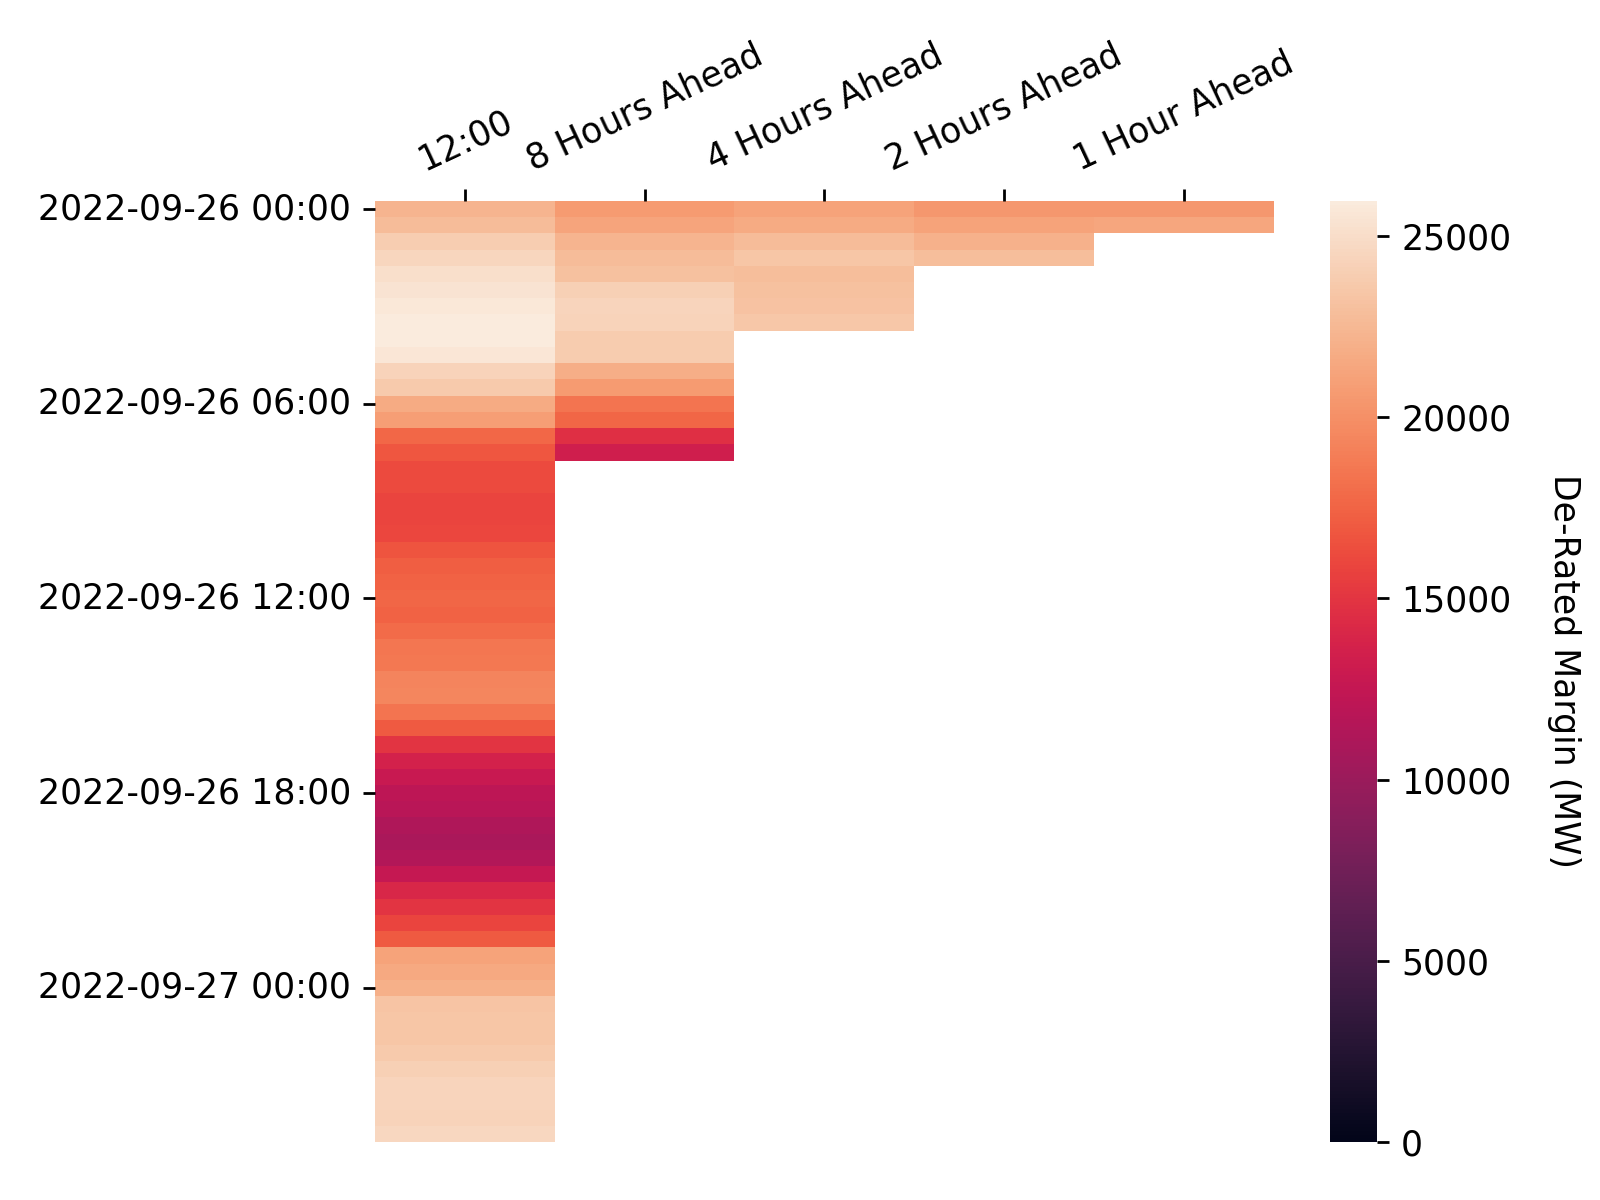 12:00
8 Hours Ahead
4 Hours Ahead
2 Hours Ahead
1 Hour Ahead
2022-09-26 00:00
2022-09-26 06:00
2022-09-26 12:00
2022-09-26 18:00
2022-09-27 00:00
25000
20000
15000
10000
5000
0
De-Rated Margin (MW)